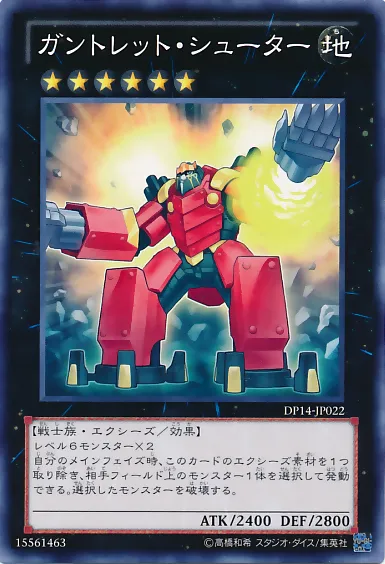 ガントレット・シューター 地
DP14-JP022
【戦士族・エクシーズ/効果】
レベル6モンスター×2
自分のメインフェイズ時、このカードのエクシーズ素材を1つ
取り除き、相手フィールド上のモンスター1体を選択して発動
できる。選択したモンスターを破壊する。
ATK/2400 DEF/2800
15561463 ©高橋和希 スタジオ・ダイス/集英社